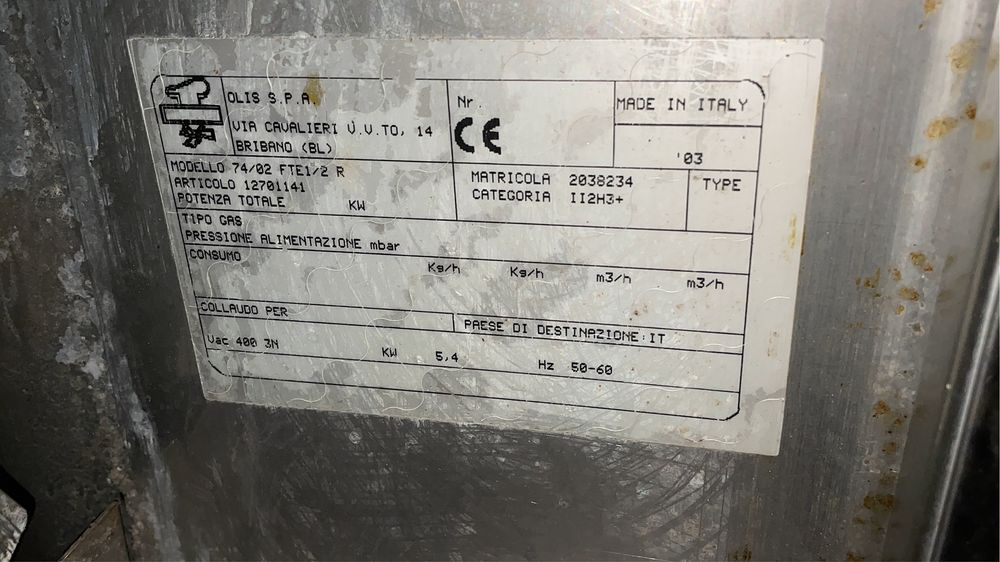 OLIS S.P.A.
VIA CAVALIERI V.V.TO, 14
BRIBANO (BL)
Nr.
CE
MADE IN ITALY
'03
MODELLO 74/02 FTE1/2 R
ARTICOLO 12701141
POTENZA TOTALE KW
MATRICOLA 2038234
CATEGORIA II2H3+
TYPE
TIPO GAS
PRESSIONE ALIMENTAZIONE mbar
CONSUMO Kg/h Kg/h m3/h m3/h
COLLAUDO PER
PAESE DI DESTINAZIONE:IT
Vac 400 3N KW 5,4 Hz 50-60